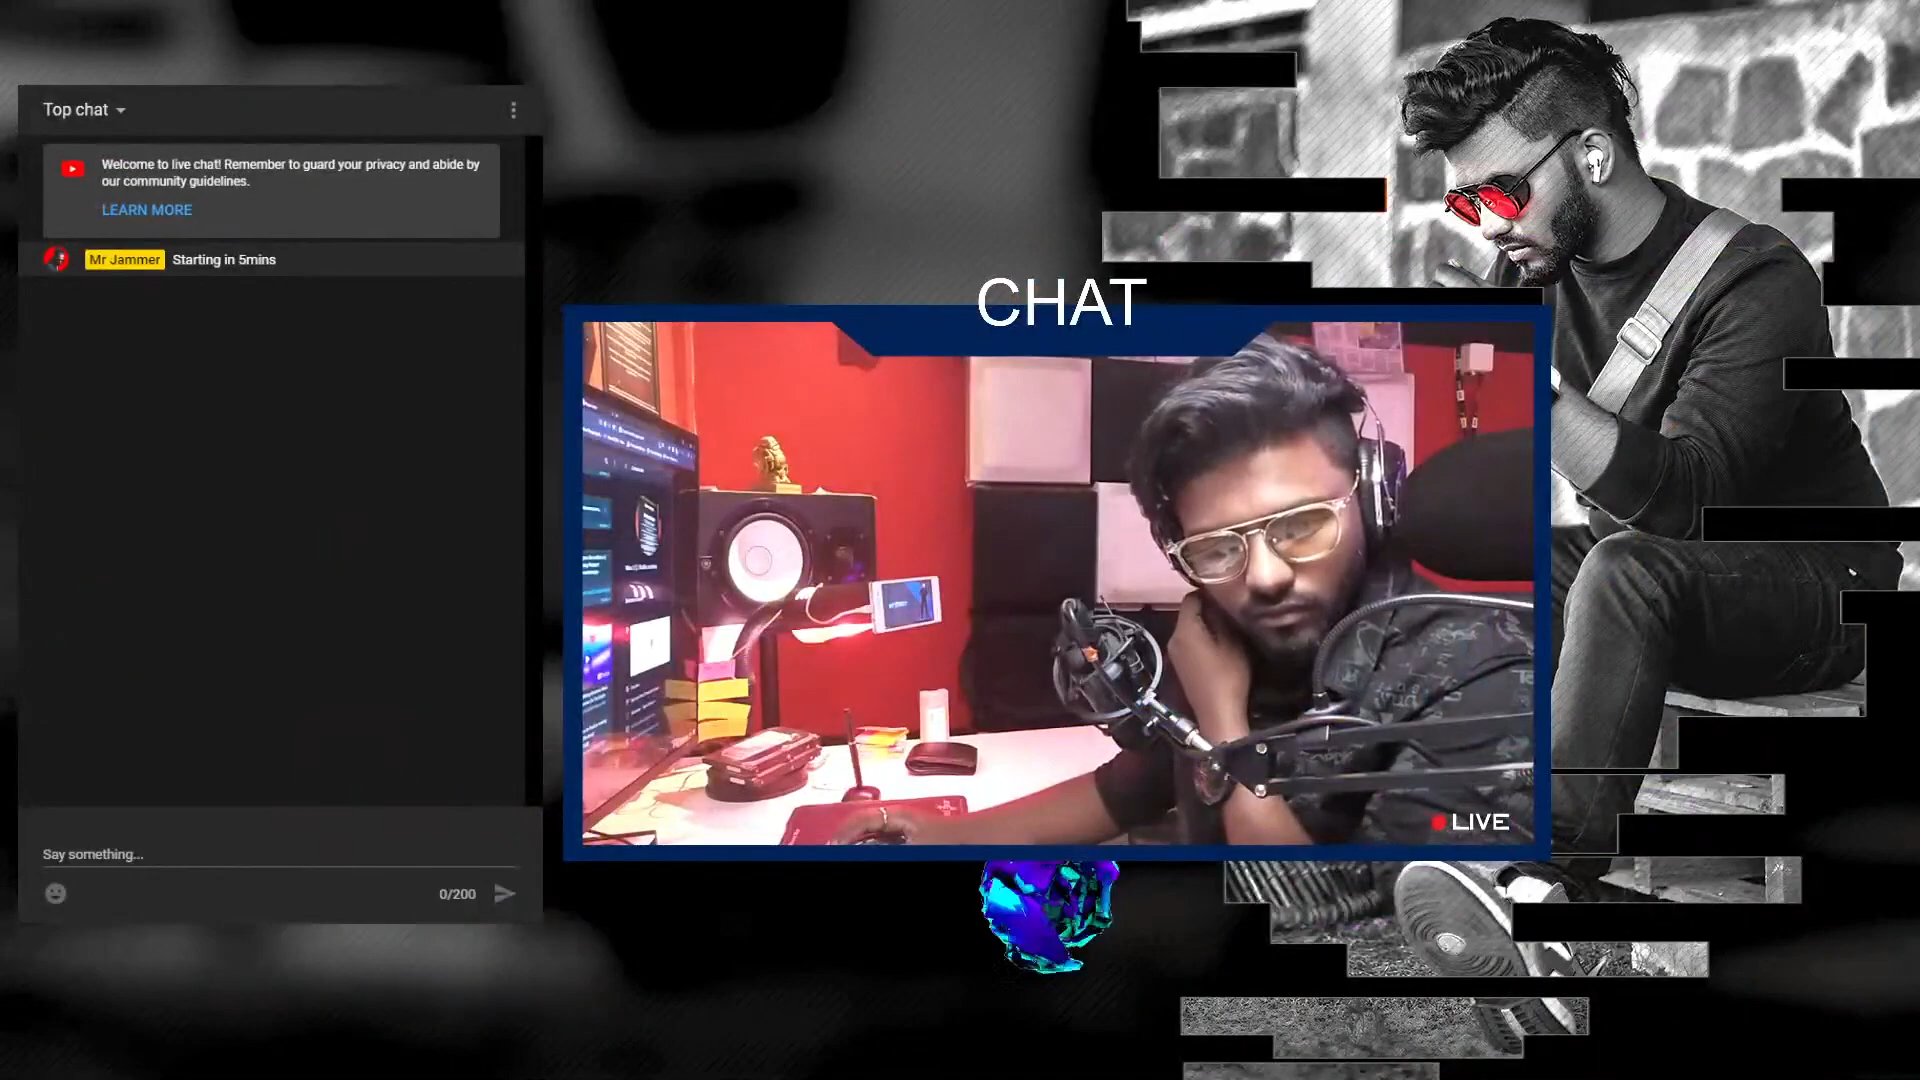 Top chat
Welcome to live chat! Remember to guard your privacy and abide by
our community guidelines.
LEARN MORE
Mr Jammer Starting in 5mins
CHAT
LIVE
Say something...
0/200